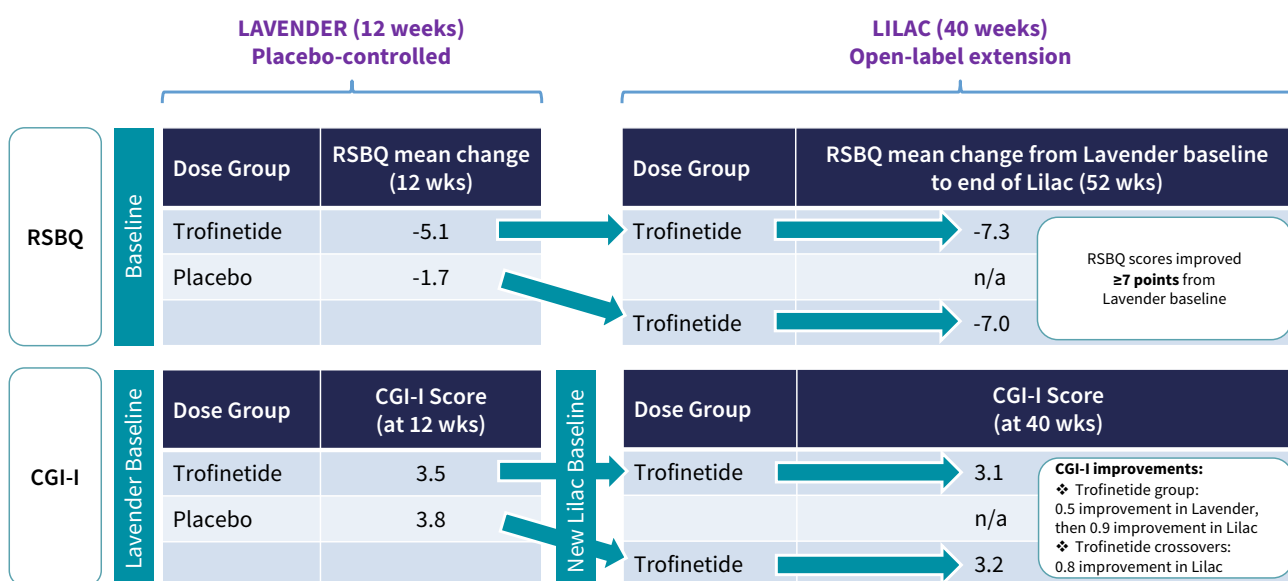 LAVENDER (12 weeks)
Placebo-controlled
LILAC (40 weeks)
Open-label extension
RSBQ
Baseline
Dose Group
RSBQ mean change
(12 wks)
Trofinetide
-5.1
Placebo
-1.7
Dose Group
RSBQ mean change from Lavender baseline
to end of Lilac (52 wks)
Trofinetide
-7.3
n/a
Trofinetide
-7.0
RSBQ scores improved
≥7 points from
Lavender baseline
CGI-I
Lavender Baseline
Dose Group
CGI-I Score
(at 12 wks)
Trofinetide
3.5
Placebo
3.8
New Lilac Baseline
Dose Group
CGI-I Score
(at 40 wks)
Trofinetide
3.1
n/a
Trofinetide
3.2
CGI-I improvements:
❖ Trofinetide group:
0.5 improvement in Lavender,
then 0.9 improvement in Lilac
❖ Trofinetide crossovers:
0.8 improvement in Lilac